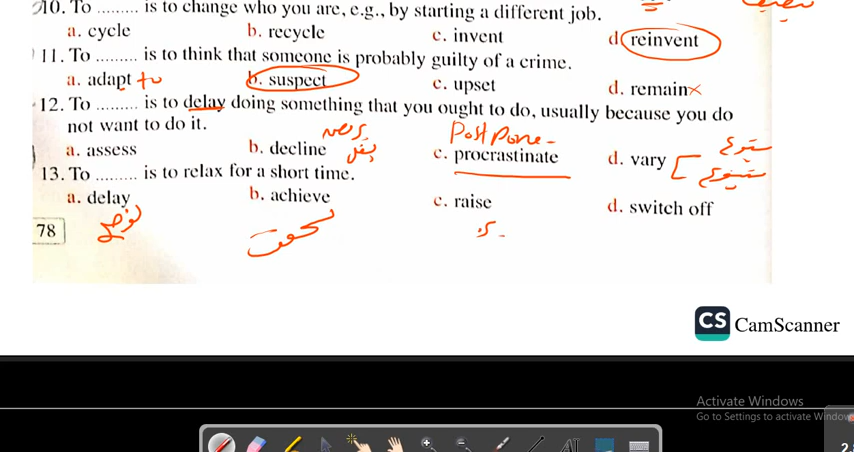 10. To ......... is to change who you are, e.g., by starting a different job.
a. cycle b. recycle c. invent d. reinvent
11. To ......... is to think that someone is probably guilty of a crime.
a. adapt to b. suspect c. upset d. remain x
12. To ......... is to delay doing something that you ought to do, usually because you do
not want to do it.
Postpone -
a. assess b. decline يقل c. procrastinate d. vary
13. To ......... is to relax for a short time.
a. delay b. achieve c. raise d. switch off
78
CS CamScanner
Activate Windows
Go to Settings to activate Window